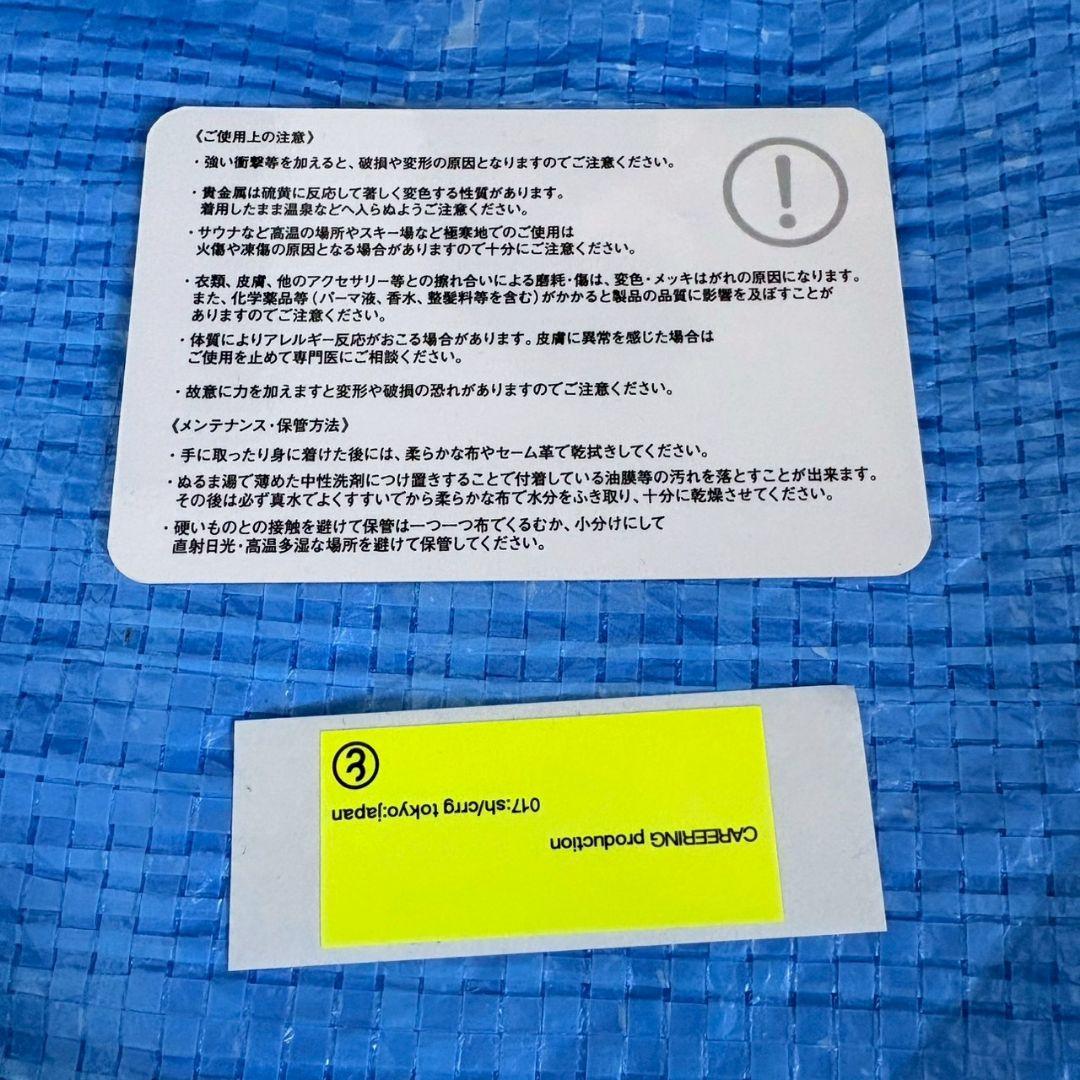 《ご使用上の注意》
・強い衝撃等を加えると、破損や変形の原因となりますのでご注意ください。
・貴金属は硫黄に反応して著しく変色する性質があります。
着用したまま温泉などへ入らぬようご注意ください。
・サウナなど高温の場所やスキー場など極寒地でのご使用は
火傷や凍傷の原因となる場合がありますので十分にご注意ください。
・衣類、皮膚、他のアクセサリー等との擦れ合いによる磨耗・傷は、変色・メッキはがれの原因になります。
また、化学薬品等（パーマ液、香水、整髪料等を含む）がかかると製品の品質に影響を及ぼすことが
ありますのでご注意ください。
・体質によりアレルギー反応がおこる場合があります。皮膚に異常を感じた場合は
ご使用を止めて専門医にご相談ください。
・故意に力を加えますと変形や破損の恐れがありますのでご注意ください。
《メンテナンス・保管方法》
・手に取ったり身に着けた後には、柔らかな布やセーム革で乾拭きしてください。
・ぬるま湯で薄めた中性洗剤につけ置きすることで付着している油膜等の汚れを落とすことが出来ます。
その後は必ず真水でよくすすいでから柔らかな布で水分をふき取り、十分に乾燥させてください。
・硬いものとの接触を避けて保管は一つ一つ布でくるむか、小分けにして
直射日光・高温多湿な場所を避けて保管してください。
CAREERING production
017:sh/crrg tokyo:japan